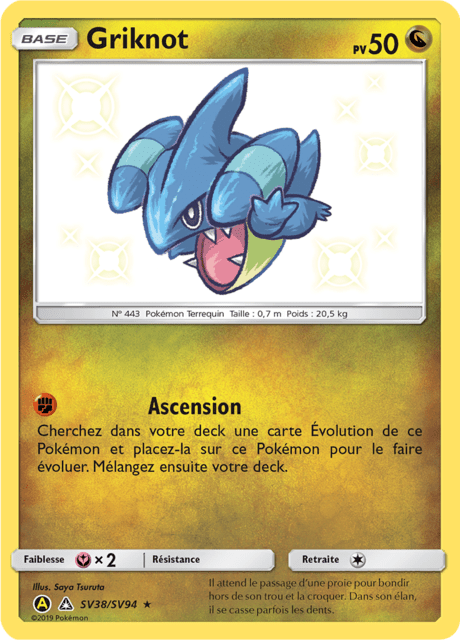 BASE Griknot PV 50
N° 443 Pokémon Terrequin Taille : 0,7 m Poids : 20,5 kg
Ascension
Cherchez dans votre deck une carte Évolution de ce
Pokémon et placez-la sur ce Pokémon pour le faire
évoluer. Mélangez ensuite votre deck.
Faiblesse × 2 Résistance Retraite
Illus. Saya Tsuruta
A SV38/SV94 ★
©2019 Pokémon
Il attend le passage d'une proie pour bondir
hors de son trou et la croquer. Dans son élan,
il se casse parfois les dents.